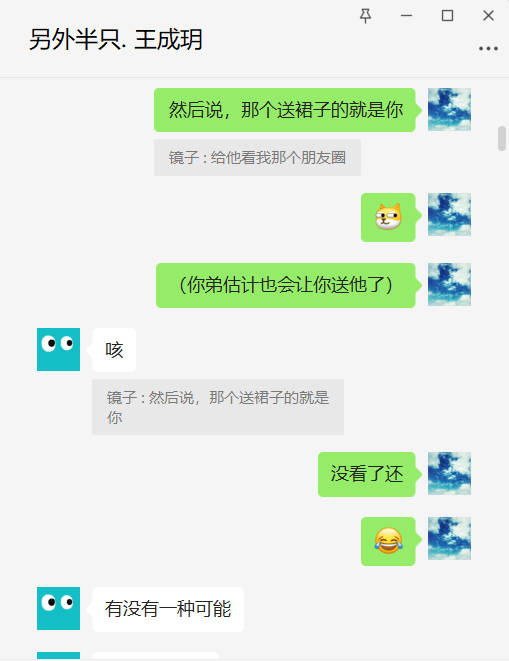 另外半只. 王成玥
然后说，那个送裙子的就是你
镜子 : 给他看我那个朋友圈
（你弟估计也会让你送他了）
咳
镜子 : 然后说，那个送裙子的就是
你
没看了还
有没有一种可能